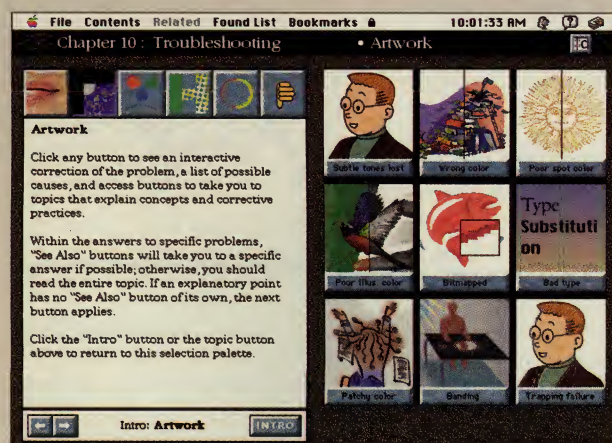 File Contents Related Found List Bookmarks 10:01:33 AM
Chapter 10 : Troubleshooting • Artwork
Artwork
Click any button to see an interactive
correction of the problem, a list of possible
causes, and access buttons to take you to
topics that explain concepts and corrective
practices.
Within the answers to specific problems,
"See Also" buttons will take you to a specific
answer if possible; otherwise, you should
read the entire topic. If an explanatory point
has no "See Also" button of its own, the next
button applies.
Click the "Intro" button or the topic button
above to return to this selection palette.
Intro: Artwork INTRO
Subtle tones lost Wrong color Poor spot color
Type
Substituti
on
Poor illus. color Bitmapped Bad type
Patchy color Banding Trapping failure